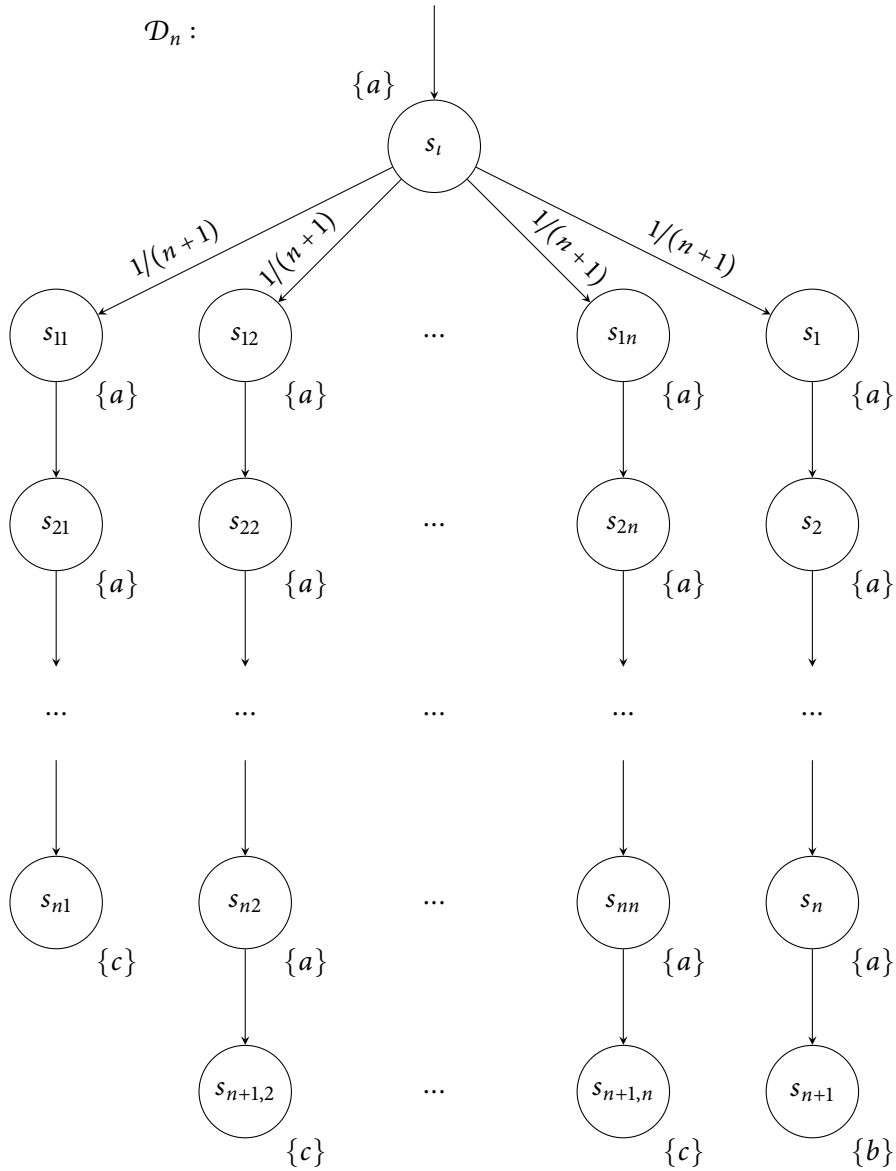 𝒟ₙ :
{a}
s_ι
1/(n+1) 1/(n+1) 1/(n+1) 1/(n+1)
s₁₁ s₁₂ ... s₁ₙ s₁
{a} {a} {a} {a}
s₂₁ s₂₂ ... s₂ₙ s₂
{a} {a} {a} {a}
... ... ... ... ...
sₙ₁ sₙ₂ ... sₙₙ sₙ
{c} {a} {a} {a}
sₙ₊₁,₂ ... sₙ₊₁,ₙ sₙ₊₁
{c} {c} {b}